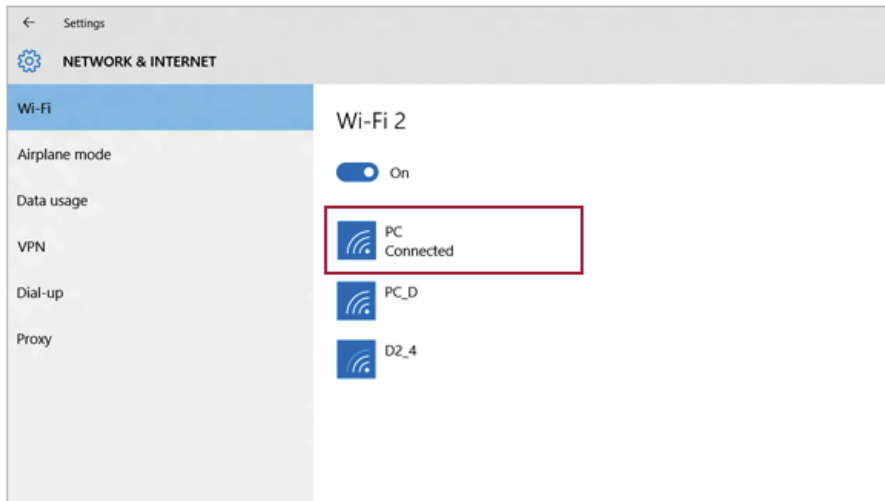 Settings
NETWORK & INTERNET
Wi-Fi
Airplane mode
Data usage
VPN
Dial-up
Proxy
Wi-Fi 2
On
PC
Connected
PC_D
D2_4